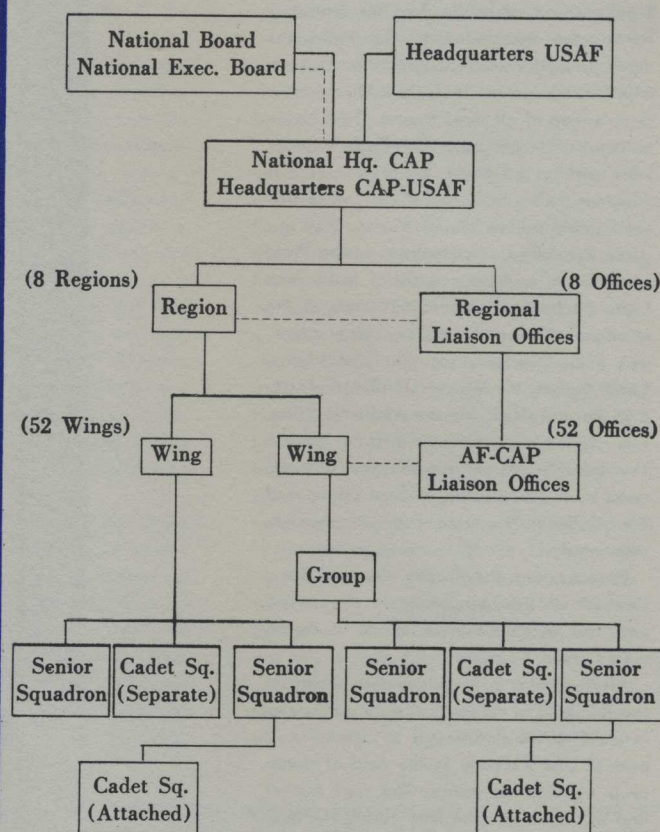 National Board
National Exec. Board
Headquarters USAF
National Hq. CAP
Headquarters CAP-USAF
(8 Regions)
Region
(8 Offices)
Regional
Liaison Offices
(52 Wings)
Wing
Wing
(52 Offices)
AF-CAP
Liaison Offices
Group
Senior
Squadron
Cadet Sq.
(Separate)
Senior
Squadron
Senior
Squadron
Cadet Sq.
(Separate)
Senior
Squadron
Cadet Sq.
(Attached)
Cadet Sq.
(Attached)